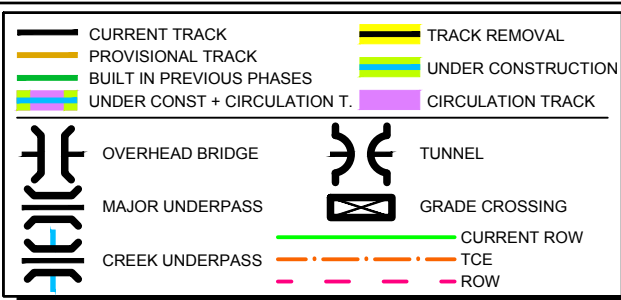 CURRENT TRACK
PROVISIONAL TRACK
BUILT IN PREVIOUS PHASES
UNDER CONST + CIRCULATION T.
TRACK REMOVAL
UNDER CONSTRUCTION
CIRCULATION TRACK
OVERHEAD BRIDGE
MAJOR UNDERPASS
CREEK UNDERPASS
TUNNEL
GRADE CROSSING
CURRENT ROW
TCE
ROW